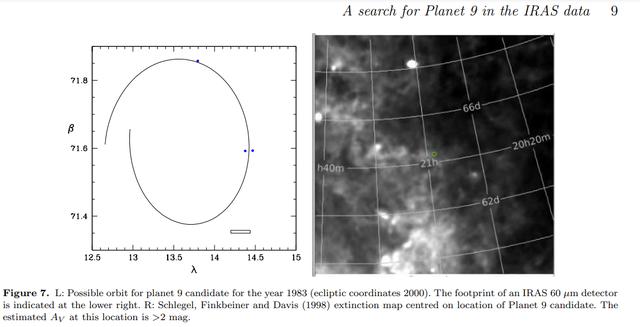 A search for Planet 9 in the IRAS data 9
71.8
β
71.6
71.4
12.5 13 13.5 14 14.5 15
λ
66d
20h20m
h40m
21h
62d
Figure 7. L: Possible orbit for planet 9 candidate for the year 1983 (ecliptic coordinates 2000). The footprint of an IRAS 60 μm detector
is indicated at the lower right. R: Schlegel, Finkbeiner and Davis (1998) extinction map centred on location of Planet 9 candidate. The
estimated AV at this location is >2 mag.